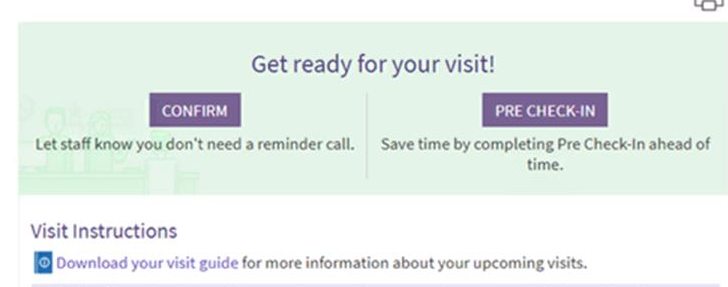 Get ready for your visit!
CONFIRM
Let staff know you don't need a reminder call.
PRE CHECK-IN
Save time by completing Pre Check-In ahead of
time.
Visit Instructions
Download your visit guide for more information about your upcoming visits.